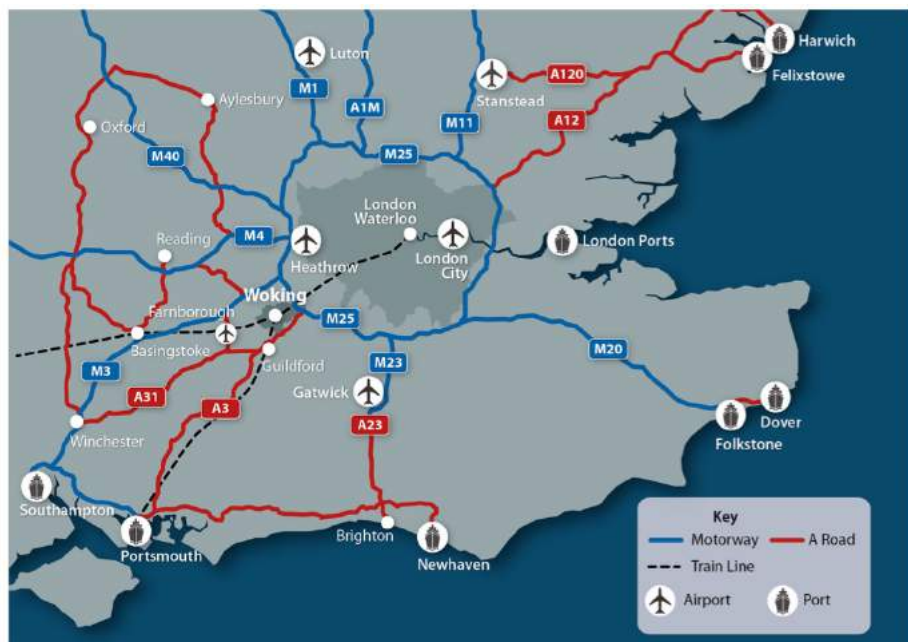 Harwich
Luton
Felixstowe
M1
A120
Stanstead
Aylesbury
A1M
A12
M11
Oxford
M25
M40
London
Waterloo
M4
Reading
London Ports
London
City
Heathrow
Woking
Farnborough
M25
Basingstoke
Guildford
M20
M3
M23
A31
A3
Gatwick
Dover
A23
Folkstone
Winchester
Southampton
Brighton
Portsmouth
Newhaven
Key
Motorway
A Road
Train Line
Airport
Port